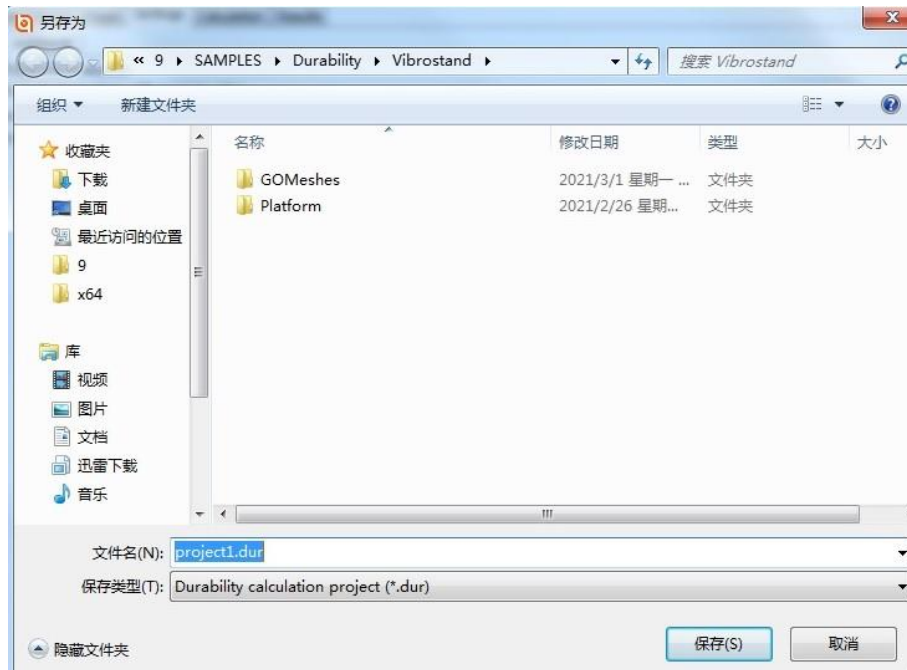 另存为
« 9 ▸ SAMPLES ▸ Durability ▸ Vibrostand ▸
搜索 Vibrostand
组织 ▼ 新建文件夹
名称 修改日期 类型 大小
收藏夹
下载
桌面
最近访问的位置
9
x64
库
视频
图片
文档
迅雷下载
音乐
GOMeshes 2021/3/1 星期一 ... 文件夹
Platform 2021/2/26 星期... 文件夹
文件名(N): project1.dur
保存类型(T): Durability calculation project (*.dur)
隐藏文件夹
保存(S) 取消